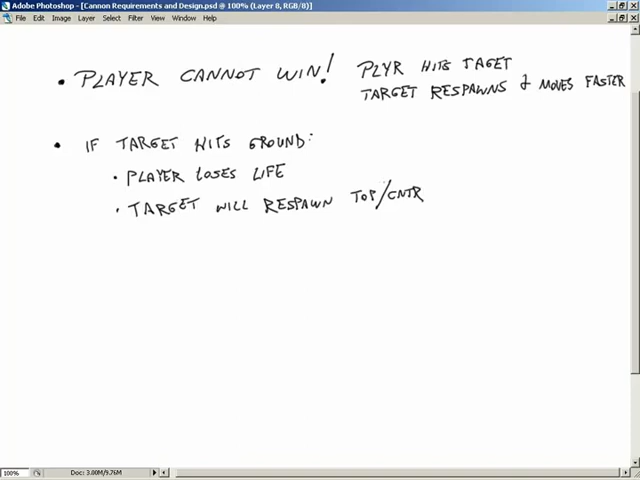 Adobe Photoshop - [Cannon Requirements and Design.psd @ 100% (Layer 8, RGB/8)]
File Edit Image Layer Select Filter View Window Help
• PLAYER CANNOT WIN! PLYR HITS TAGET
TARGET RESPAWNS & MOVES FASTER
• IF TARGET HITS GROUND:
• PLAYER LOSES LIFE
• TARGET WILL RESPAWN TOP/CNTR
100% Doc: 3.00M/9.76M